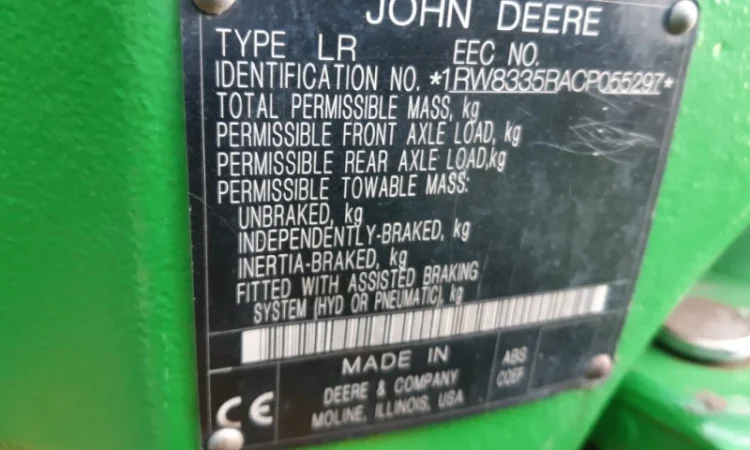 JOHN DEERE
TYPE LR EEC NO.
IDENTIFICATION NO. *1RW8335RACP055297*
TOTAL PERMISSIBLE MASS, kg
PERMISSIBLE FRONT AXLE LOAD, kg
PERMISSIBLE REAR AXLE LOAD,kg
PERMISSIBLE TOWABLE MASS:
UNBRAKED, kg
INDEPENDENTLY-BRAKED, kg
INERTIA-BRAKED, kg
FITTED WITH ASSISTED BRAKING
SYSTEM (HYD OR PNEUMATIC), kg
MADE IN
DEERE & COMPANY
MOLINE, ILLINOIS, USA
ABS
COEF
CE